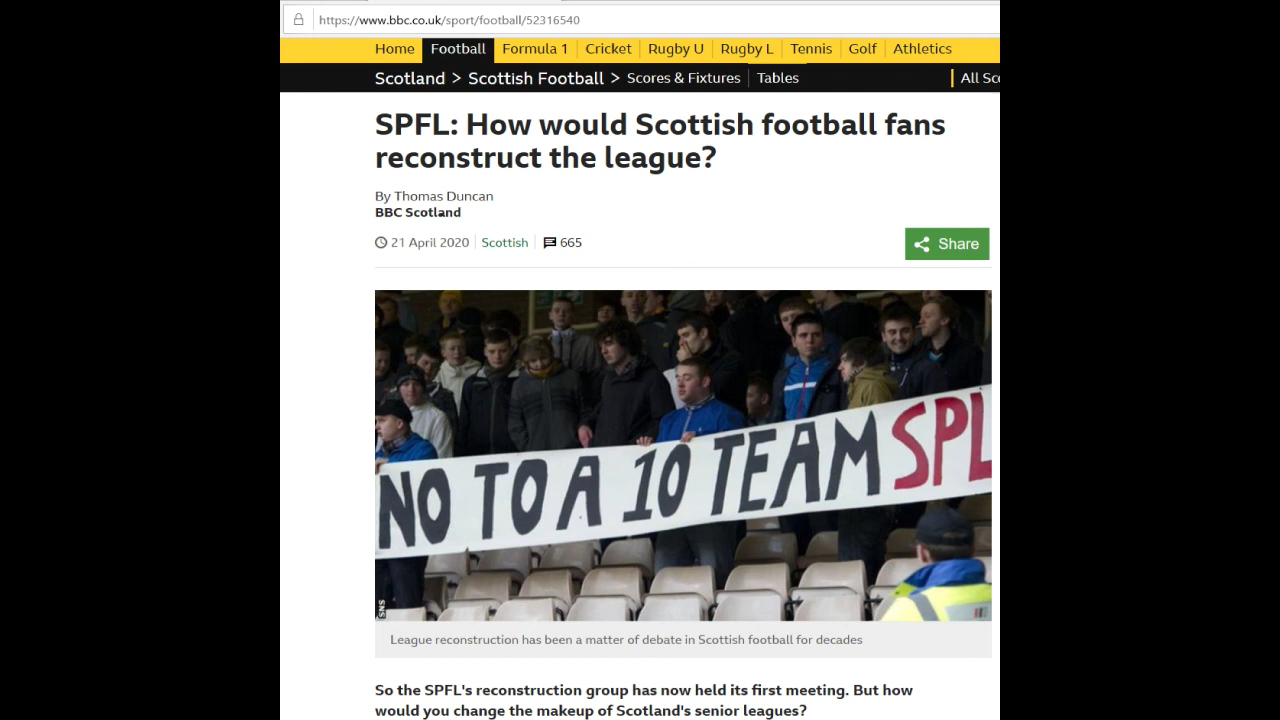 https://www.bbc.co.uk/sport/football/52316540
Home Football Formula 1 Cricket Rugby U Rugby L Tennis Golf Athletics
Scotland > Scottish Football > Scores & Fixtures Tables All Sco
SPFL: How would Scottish football fans
reconstruct the league?
By Thomas Duncan
BBC Scotland
21 April 2020 Scottish 665
Share
NO TO A 10 TEAM SPL
SNS
League reconstruction has been a matter of debate in Scottish football for decades
So the SPFL's reconstruction group has now held its first meeting. But how
would you change the makeup of Scotland's senior leagues?